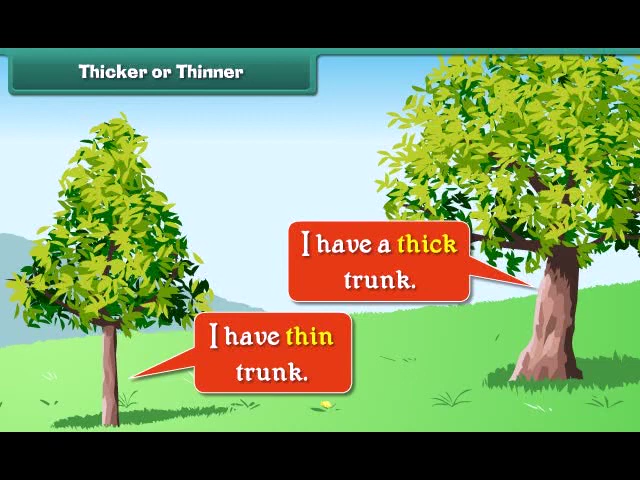 Thicker or Thinner
I have a thick
trunk.
I have thin
trunk.